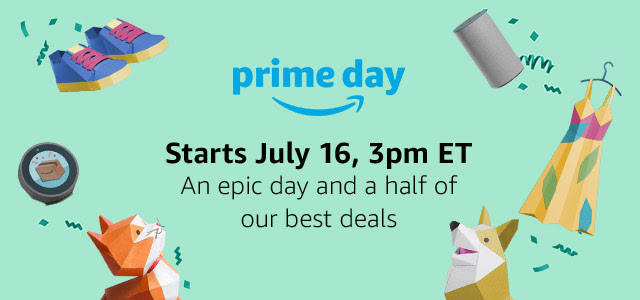 prime day
Starts July 16, 3pm ET
An epic day and a half of
our best deals